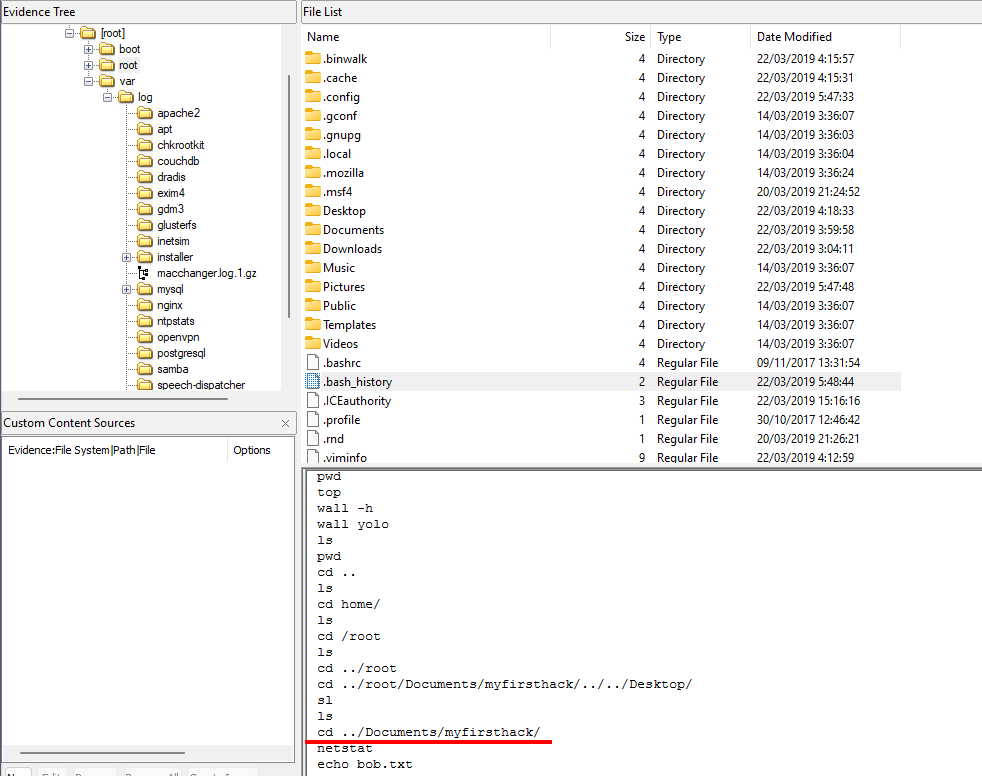 Evidence Tree
[root]
boot
root
var
log
apache2
apt
chkrootkit
couchdb
dradis
exim4
gdm3
glusterfs
inetsim
installer
macchanger.log.1.gz
mysql
nginx
ntpstats
openvpn
postgresql
samba
speech-dispatcher
Custom Content Sources
Evidence:File System|Path|File Options
File List
Name Size Type Date Modified
.binwalk 4 Directory 22/03/2019 4:15:57
.cache 4 Directory 22/03/2019 4:15:31
.config 4 Directory 22/03/2019 5:47:33
.gconf 4 Directory 14/03/2019 3:36:07
.gnupg 4 Directory 14/03/2019 3:36:03
.local 4 Directory 14/03/2019 3:36:04
.mozilla 4 Directory 14/03/2019 3:36:24
.msf4 4 Directory 20/03/2019 21:24:52
Desktop 4 Directory 22/03/2019 4:18:33
Documents 4 Directory 22/03/2019 3:59:58
Downloads 4 Directory 22/03/2019 3:04:11
Music 4 Directory 14/03/2019 3:36:07
Pictures 4 Directory 22/03/2019 5:47:48
Public 4 Directory 14/03/2019 3:36:07
Templates 4 Directory 14/03/2019 3:36:07
Videos 4 Directory 14/03/2019 3:36:07
.bashrc 4 Regular File 09/11/2017 13:31:54
.bash_history 2 Regular File 22/03/2019 5:48:44
.ICEauthority 3 Regular File 22/03/2019 15:16:16
.profile 1 Regular File 30/10/2017 12:46:42
.rnd 1 Regular File 20/03/2019 21:26:21
.viminfo 9 Regular File 22/03/2019 4:12:59
pwd
top
wall -h
wall yolo
ls
pwd
cd ..
ls
cd home/
ls
cd /root
ls
cd ../root
cd ../root/Documents/myfirsthack/../../Desktop/
sl
ls
cd ../Documents/myfirsthack/
netstat
echo bob.txt